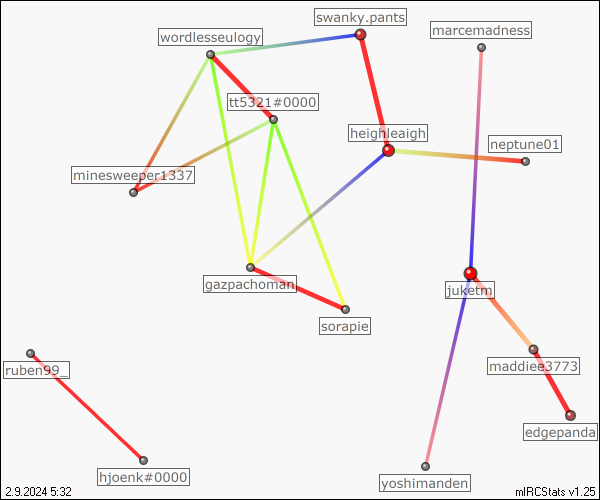 swanky.pants
marcemadness
wordlesseulogy
tt5321#0000
heighleaigh
neptune01
minesweeper1337
gazpachoman
juketm
sorapie
ruben99_
maddiee3773
edgepanda
hjoenk#0000
yoshimanden
2.9.2024 5:32
mIRCStats v1.25